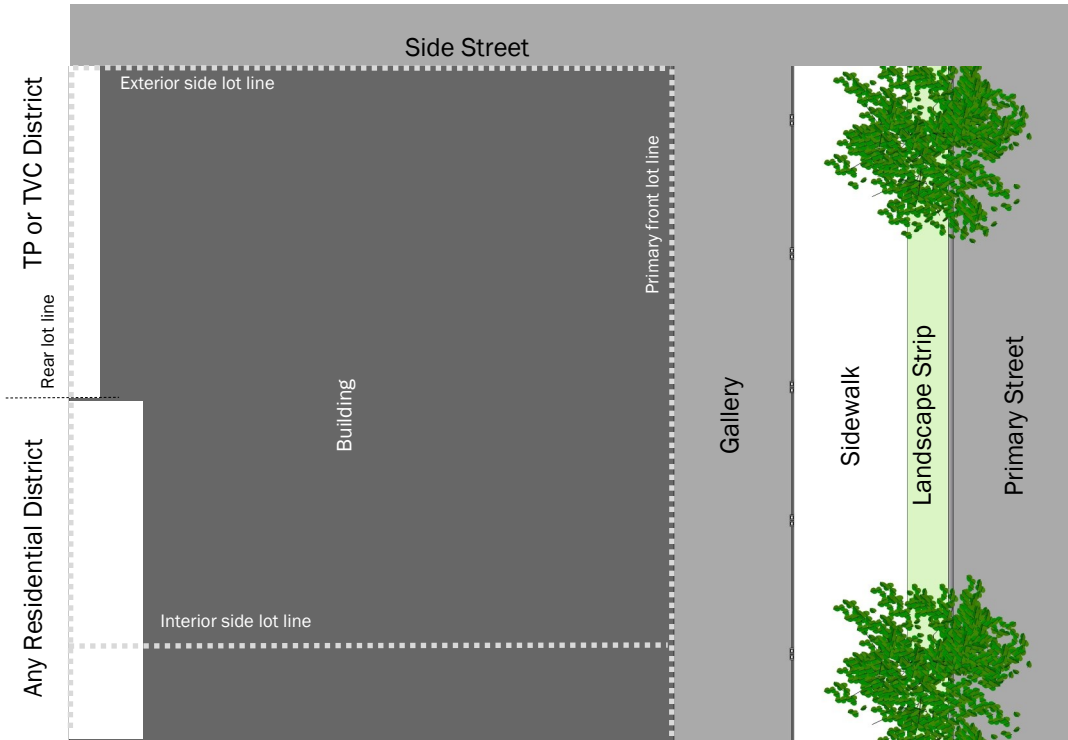 Side Street
Exterior side lot line
TP or TVC District
Primary front lot line
Rear lot line
Building
Gallery
Sidewalk
Landscape Strip
Primary Street
Any Residential District
Interior side lot line